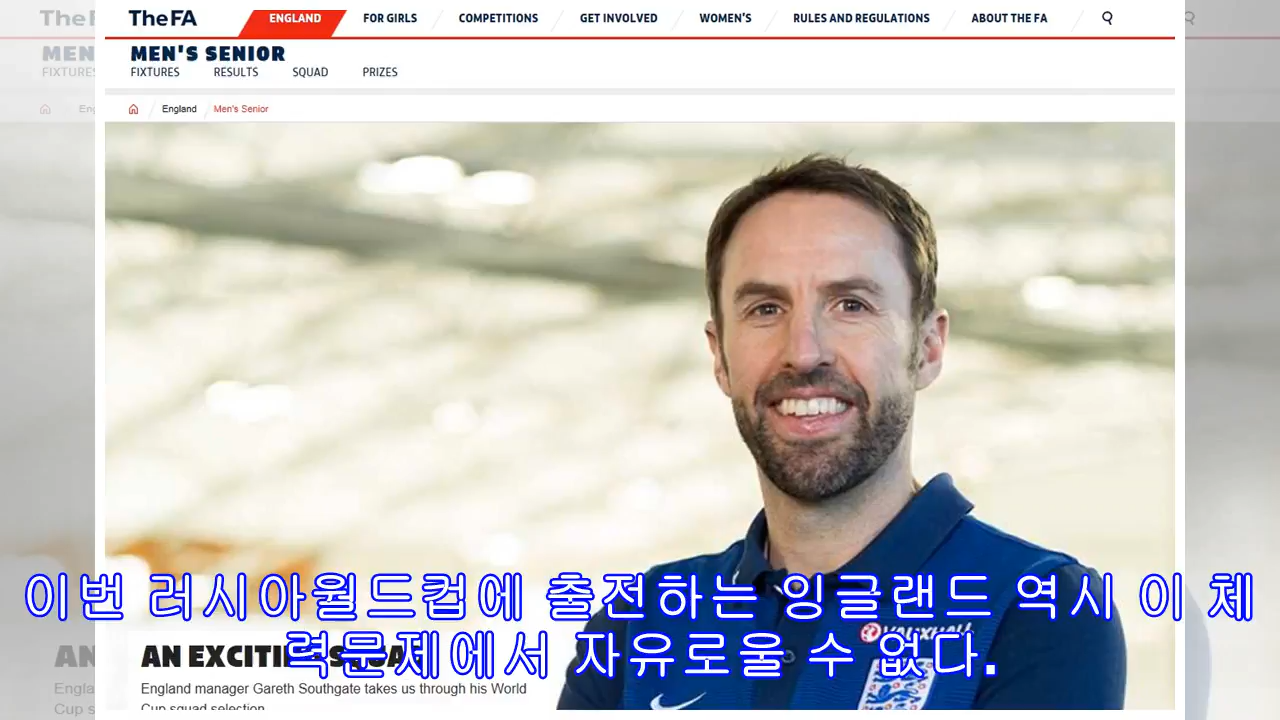 The FA ENGLAND FOR GIRLS COMPETITIONS GET INVOLVED WOMEN'S RULES AND REGULATIONS ABOUT THE FA
MEN'S SENIOR
FIXTURES RESULTS SQUAD PRIZES
England Men's Senior
이번 러시아월드컵에 출전하는 잉글랜드 역시 이 체
력문제에서 자유로울 수 없다.
VAUXHALL
AN
England manager Gareth Southgate takes us through his World
Cup squad selection